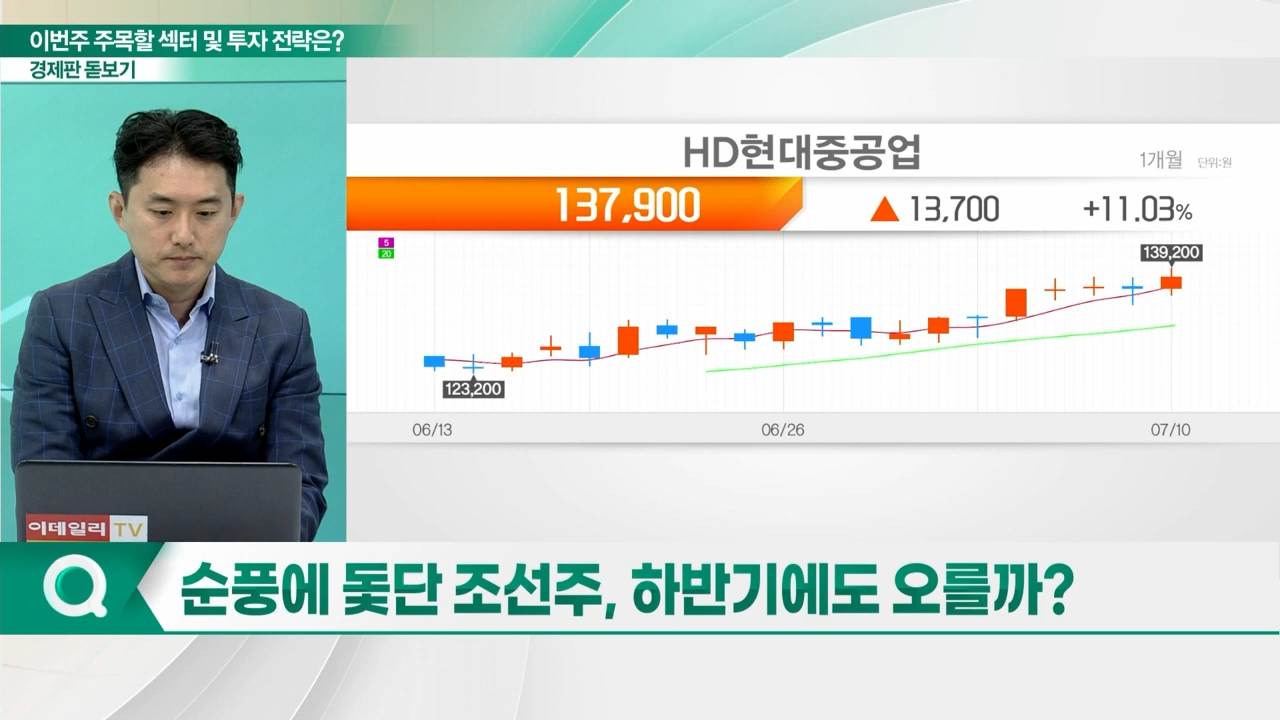 이번주 주목할 섹터 및 투자 전략은?
경제판 돋보기
HD현대중공업
1개월 단위:원
137,900 ▲ 13,700 +11.03%
5
20
139,200
123,200
06/13 06/26 07/10
이데일리 TV
순풍에 돛단 조선주, 하반기에도 오를까?